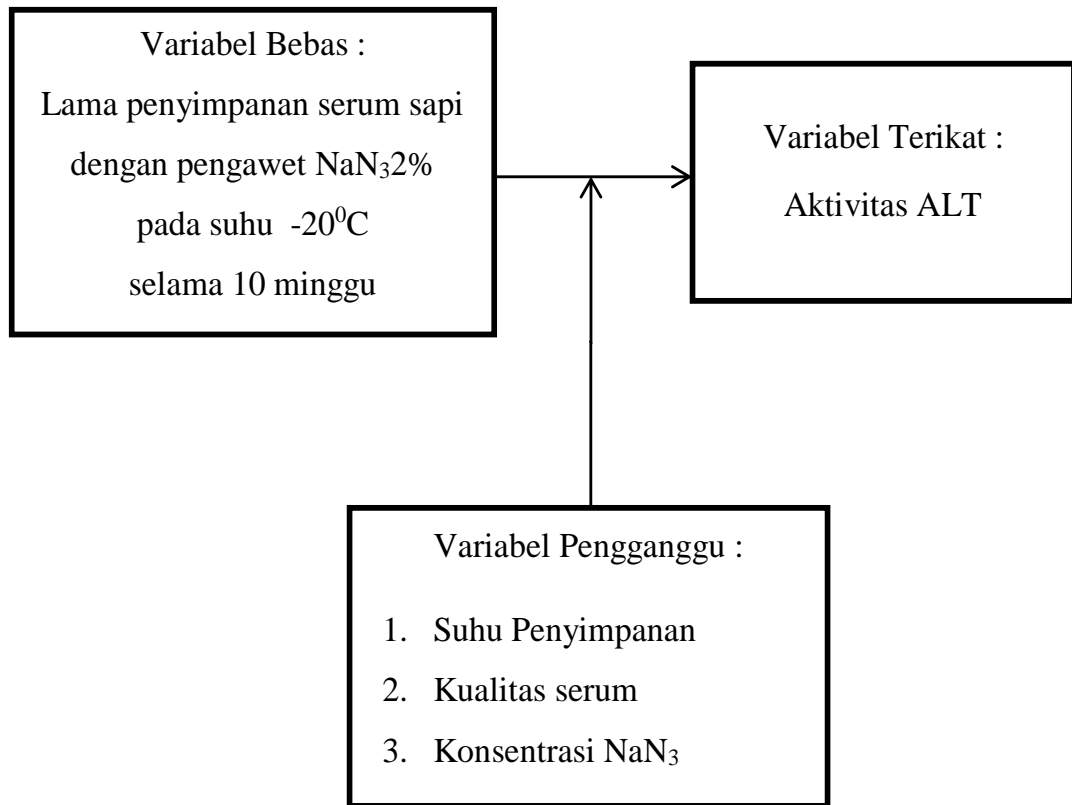 Variabel Bebas :
Lama penyimpanan serum sapi
dengan pengawet NaN₃2%
pada suhu -20⁰C
selama 10 minggu
Variabel Terikat :
Aktivitas ALT
Variabel Pengganggu :
1. Suhu Penyimpanan
2. Kualitas serum
3. Konsentrasi NaN₃